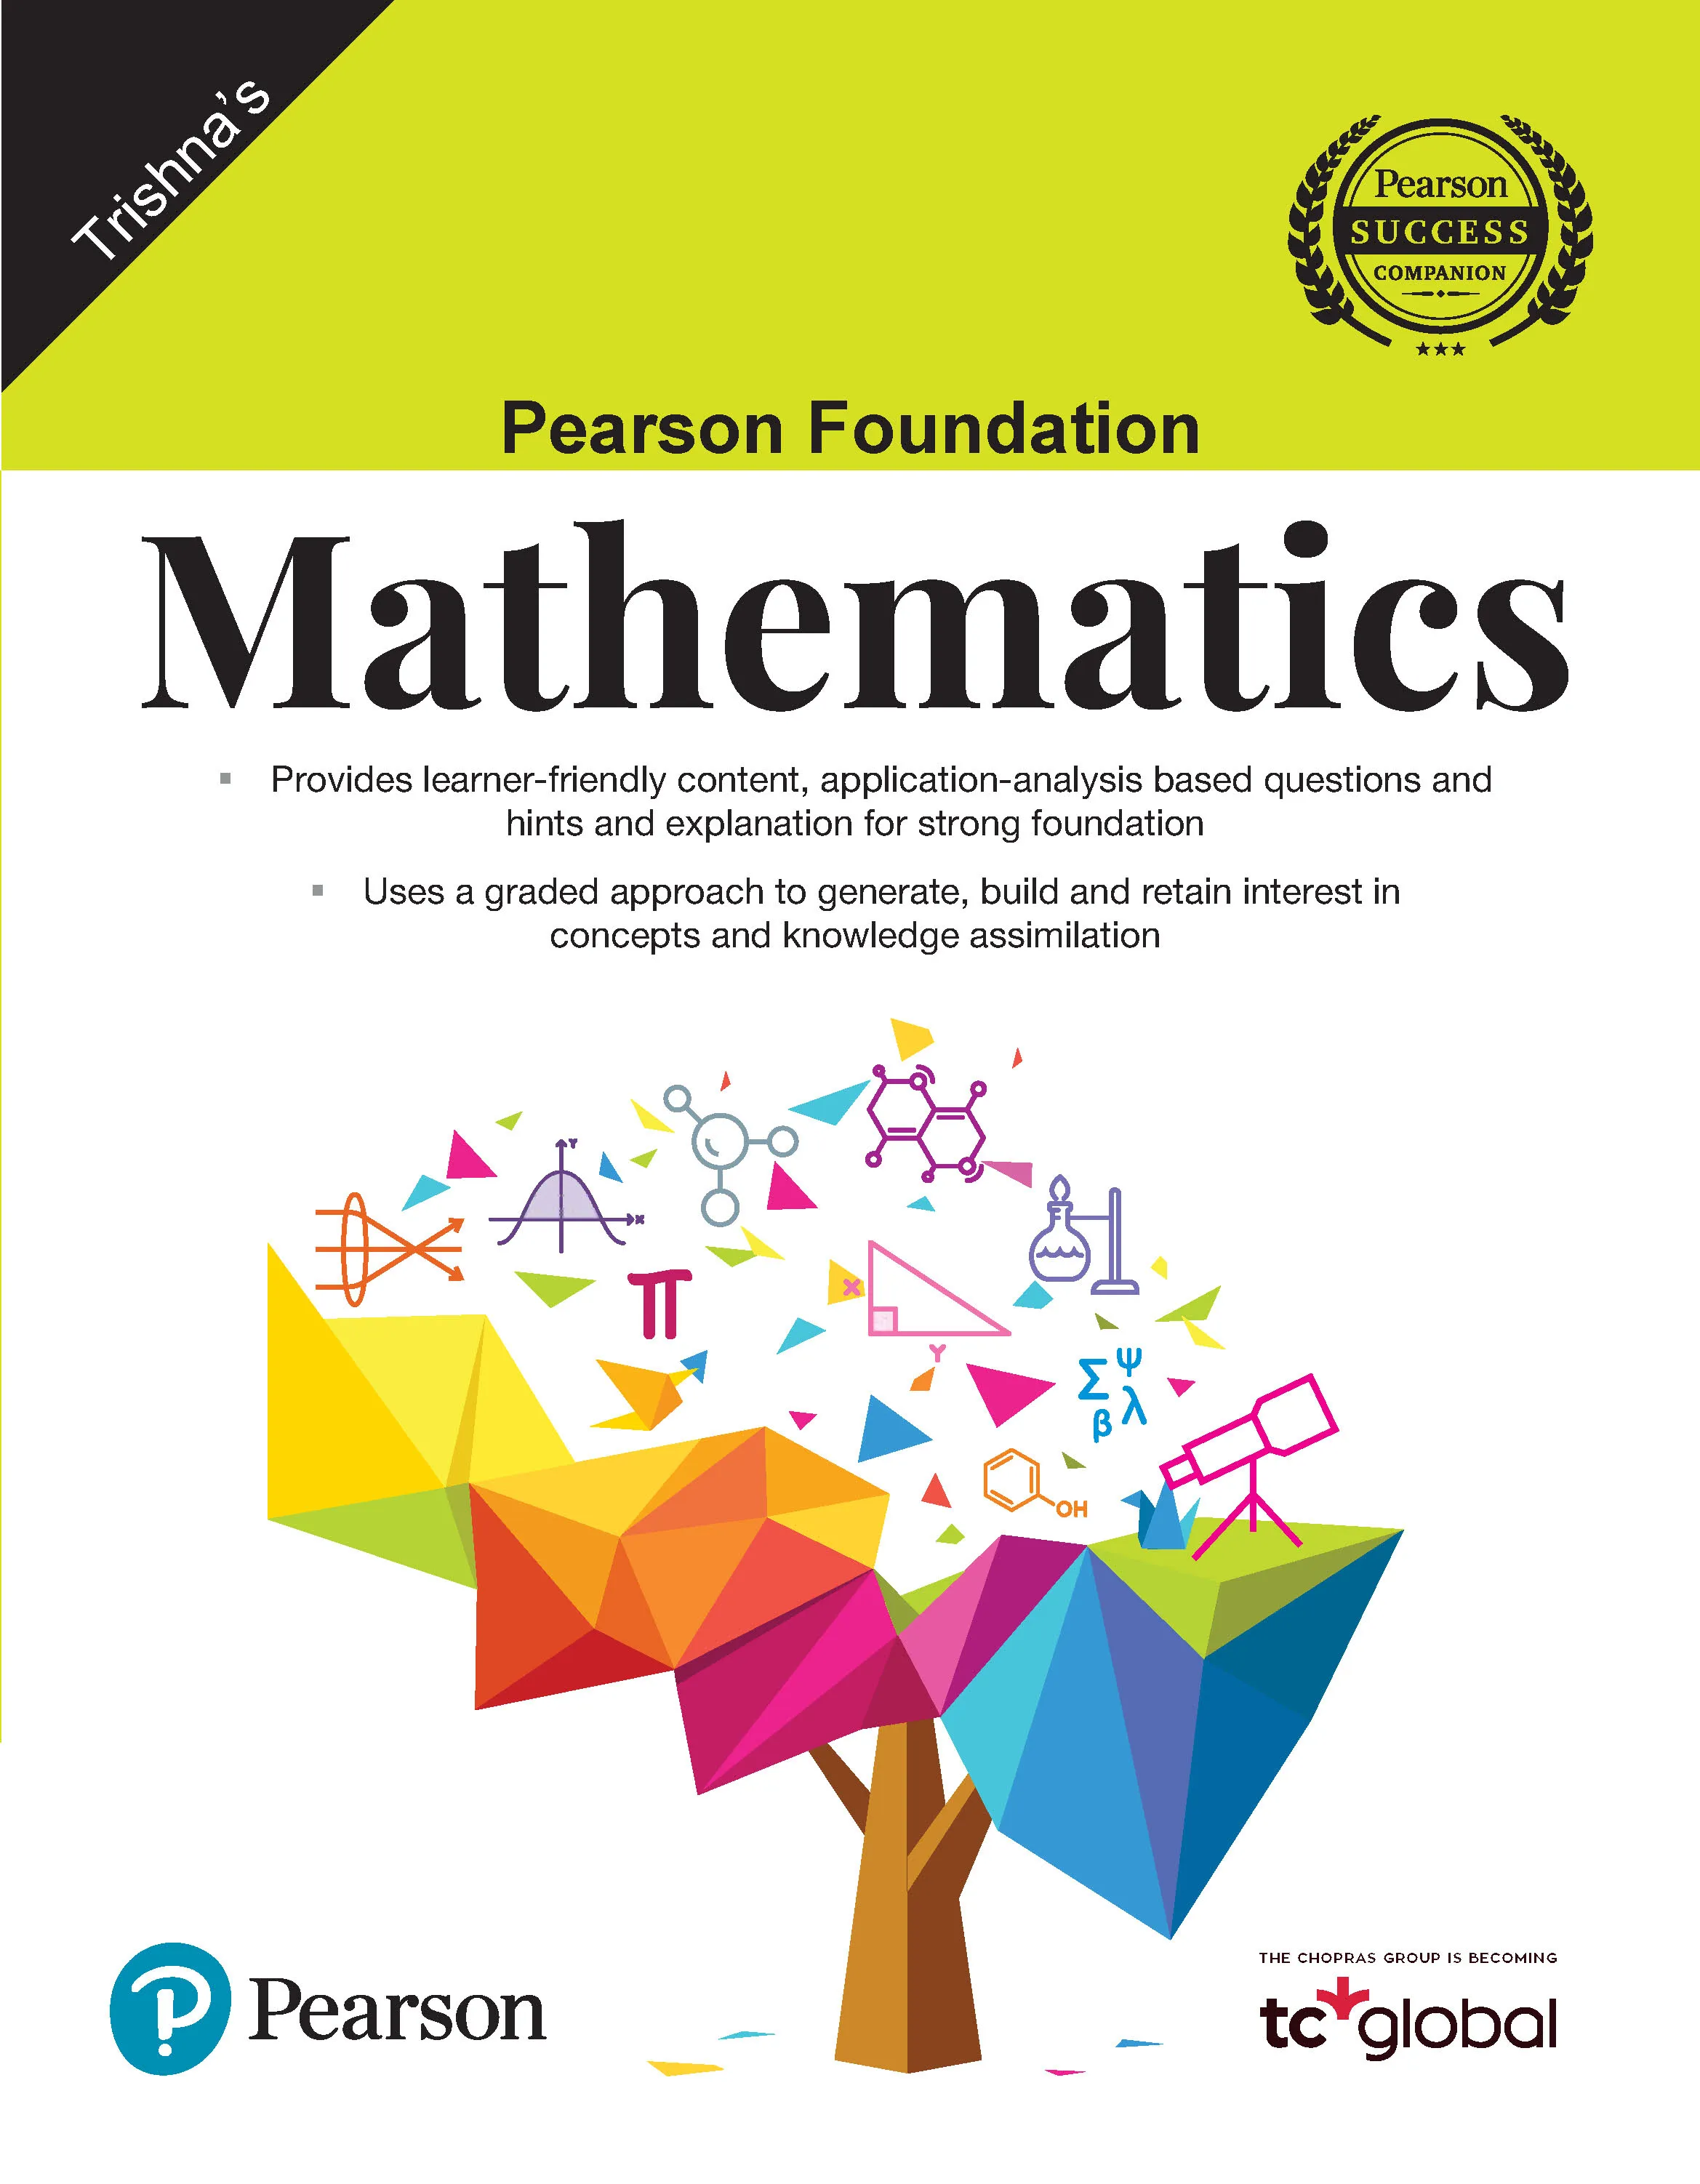 Trishna's
Pearson
SUCCESS
COMPANION
Pearson Foundation
Mathematics
▪ Provides learner-friendly content, application-analysis based questions and
hints and explanation for strong foundation
▪ Uses a graded approach to generate, build and retain interest in
concepts and knowledge assimilation
Y
X
π
X
Y
Σ ψ
β λ
OH
Pearson
THE CHOPRAS GROUP IS BECOMING
tc global